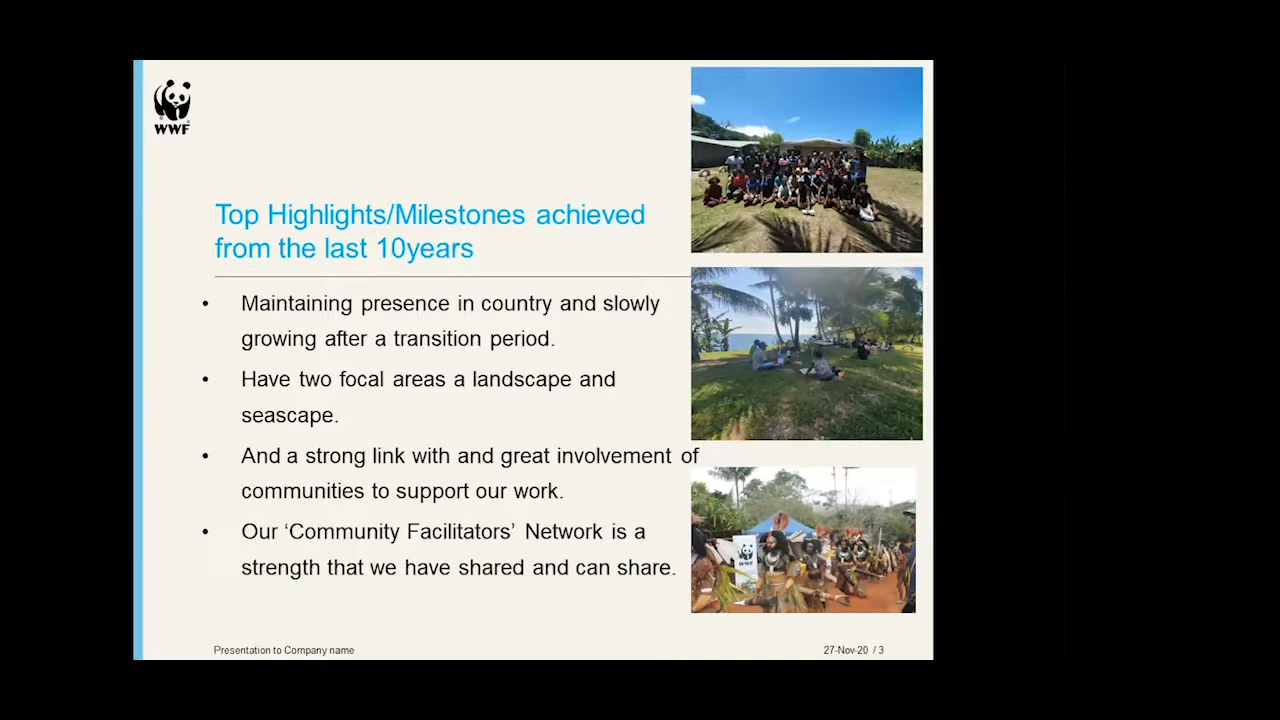 WWF
Top Highlights/Milestones achieved
from the last 10years
• Maintaining presence in country and slowly
growing after a transition period.
• Have two focal areas a landscape and
seascape.
• And a strong link with and great involvement of
communities to support our work.
• Our ‘Community Facilitators’ Network is a
strength that we have shared and can share.
WWF
Presentation to Company name
27-Nov-20 / 3